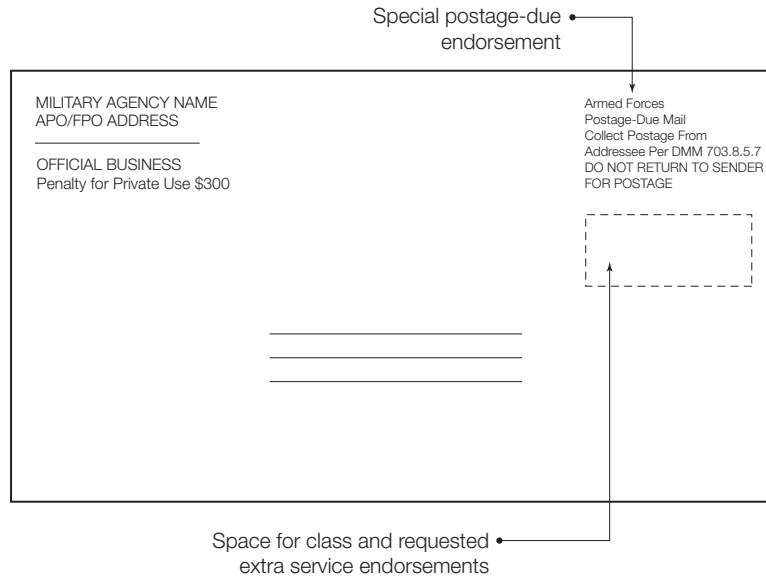 Special postage-due
endorsement
MILITARY AGENCY NAME
APO/FPO ADDRESS
OFFICIAL BUSINESS
Penalty for Private Use $300
Armed Forces
Postage-Due Mail
Collect Postage From
Addressee Per DMM 703.8.5.7
DO NOT RETURN TO SENDER
FOR POSTAGE
Space for class and requested
extra service endorsements